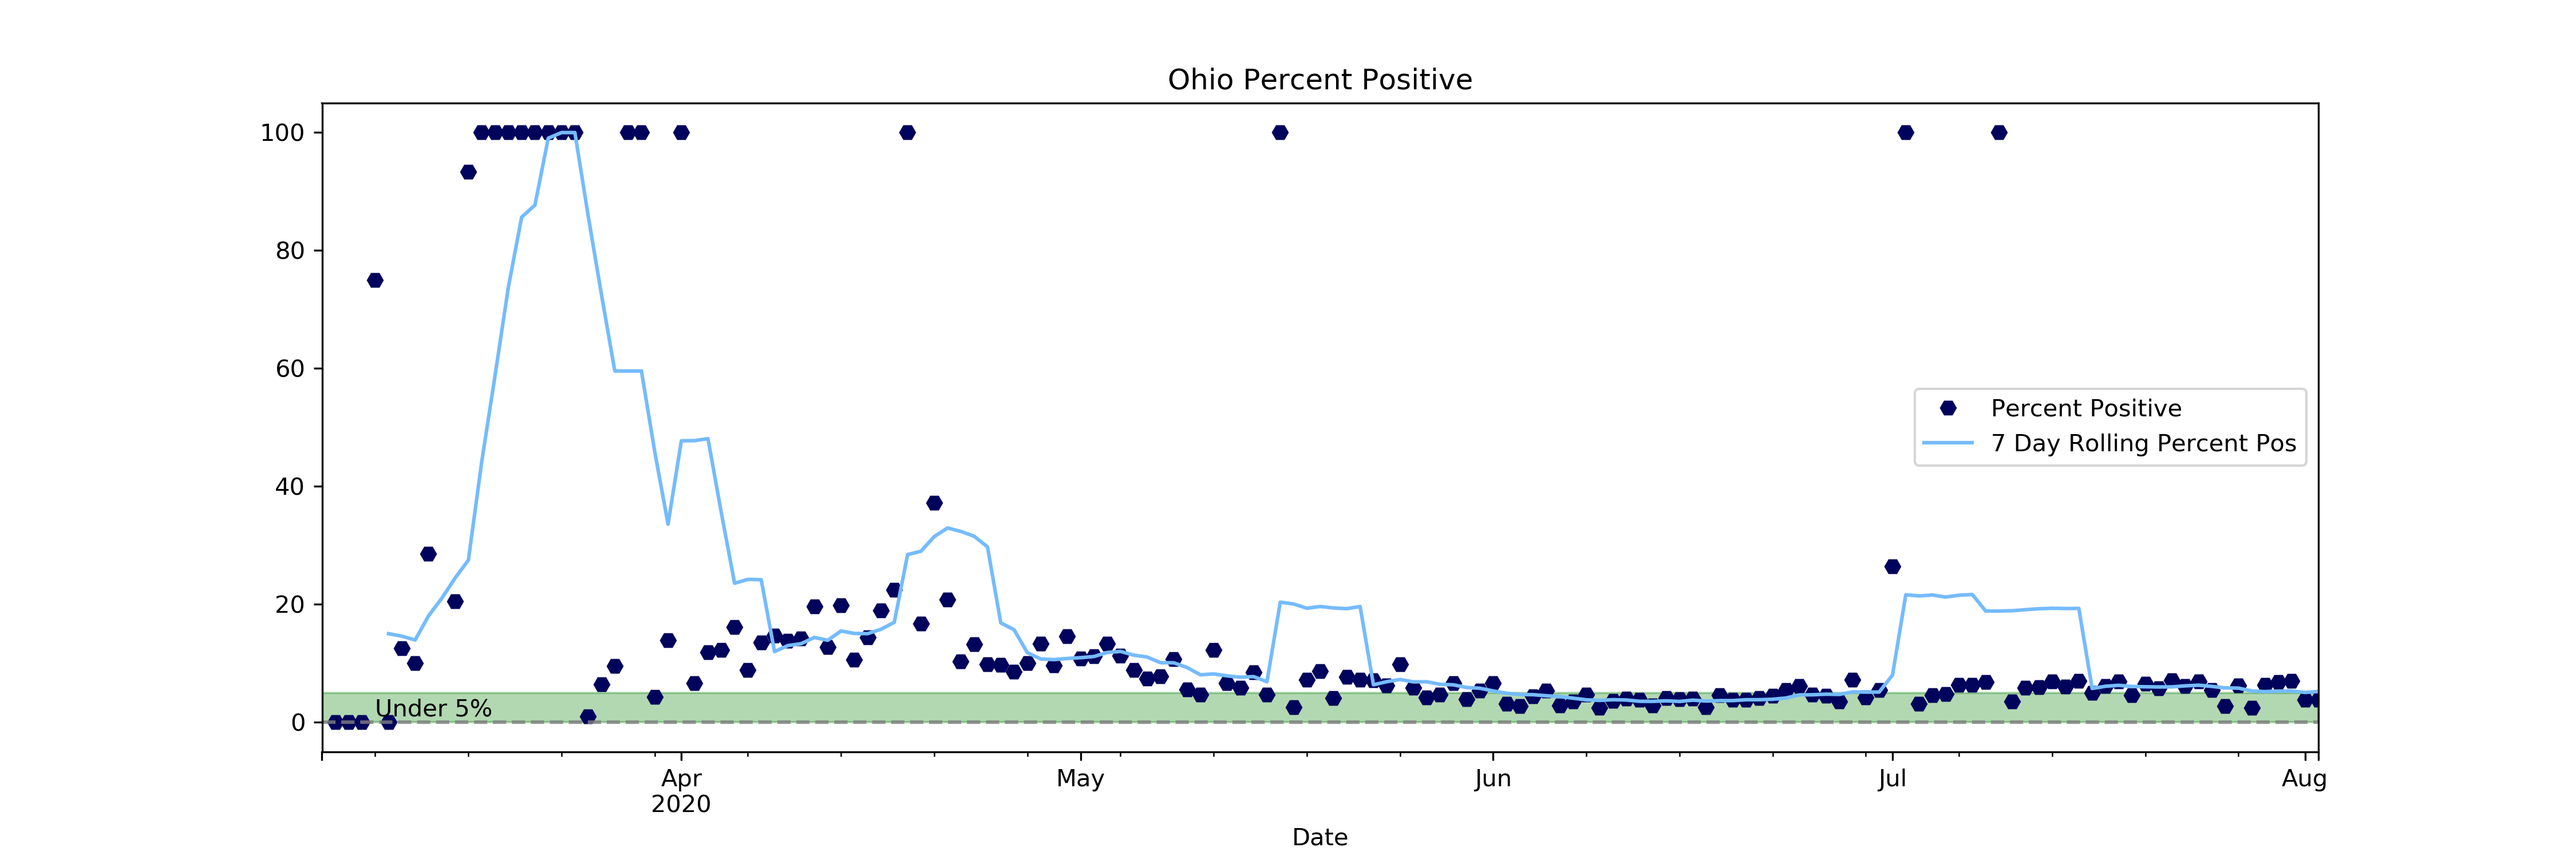 Ohio Percent Positive
100
80
60
40
20
0
Under 5%
Percent Positive
7 Day Rolling Percent Pos
Apr
2020
May
Jun
Jul
Aug
Date